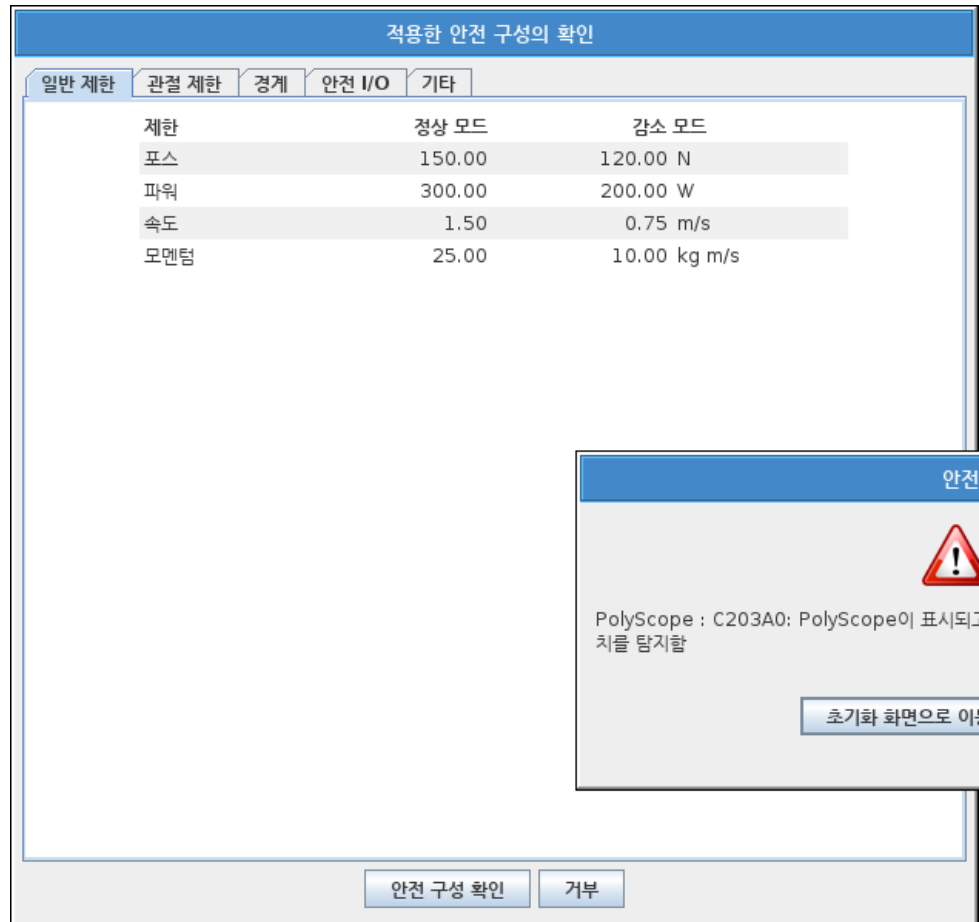 적용한 안전 구성의 확인
일반 제한 관절 제한 경계 안전 I/O 기타
제한 정상 모드 감소 모드
포스 150.00 120.00 N
파워 300.00 200.00 W
속도 1.50 0.75 m/s
모멘텀 25.00 10.00 kg m/s
안전
PolyScope : C203A0: PolyScope이
치를 탐지함
초기화 화면으로
안전 구성 확인 거부